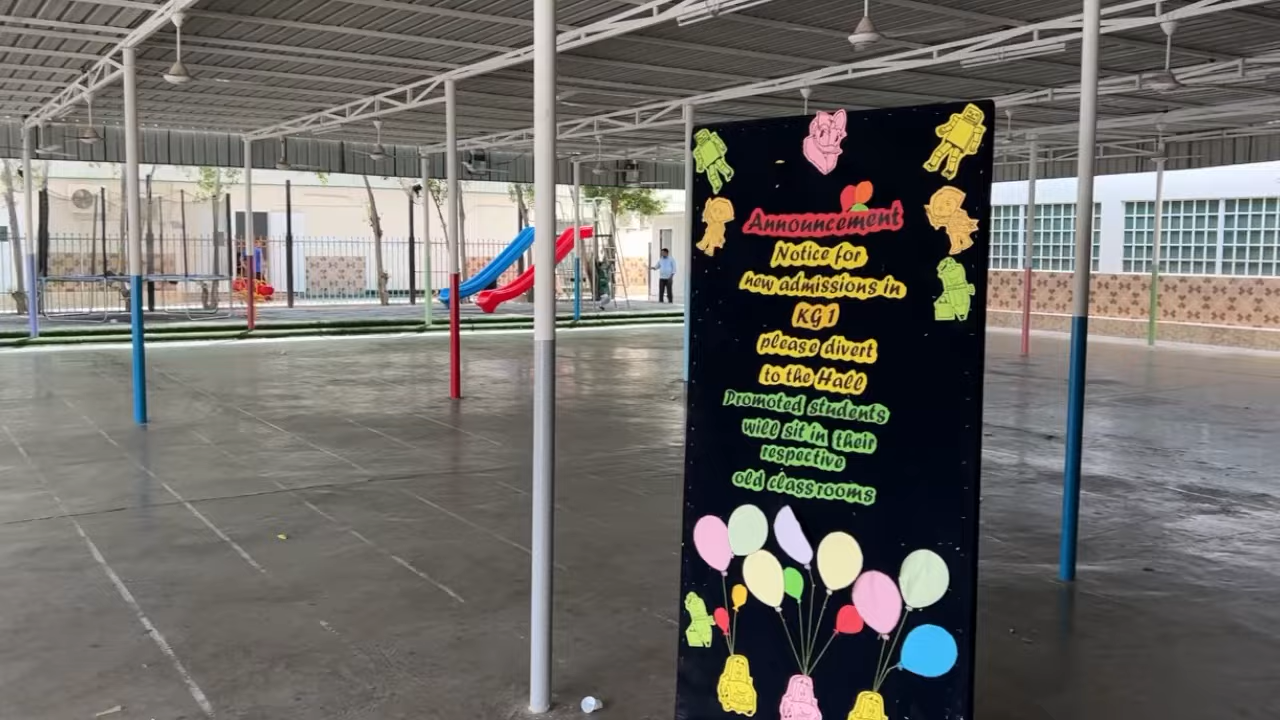 Announcement
Notice for
new admissions in
KG 1
please divert
to the Hall
Promoted students
will sit in their
respective
old classrooms